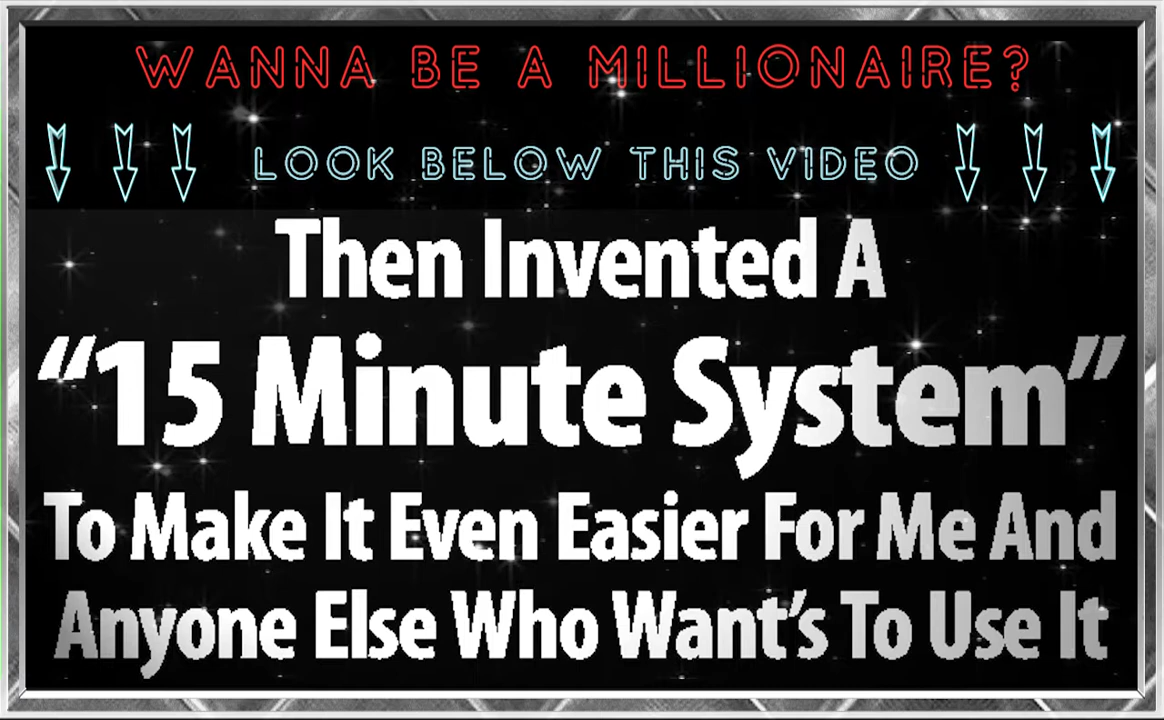 WANNA BE A MILLIONAIRE?
LOOK BELOW THIS VIDEO
Then Invented A
“15 Minute System”
To Make It Even Easier For Me And
Anyone Else Who Want’s To Use It